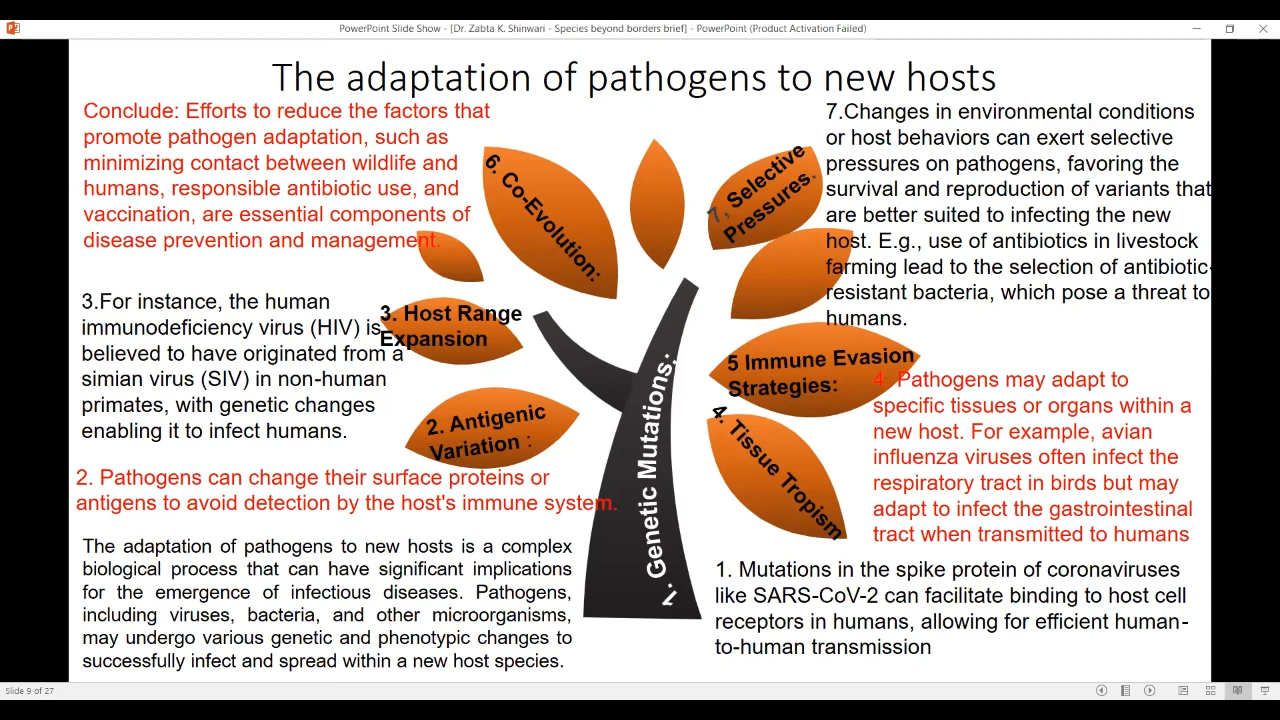 PowerPoint Slide Show - [Dr. Zabta K. Shinwari - Species beyond borders brief] - PowerPoint (Product Activation Failed)
The adaptation of pathogens to new hosts
Conclude: Efforts to reduce the factors that
promote pathogen adaptation, such as
minimizing contact between wildlife and
humans, responsible antibiotic use, and
vaccination, are essential components of
disease prevention and management.
3.For instance, the human
immunodeficiency virus (HIV) is
believed to have originated from a
simian virus (SIV) in non-human
primates, with genetic changes
enabling it to infect humans.
2. Pathogens can change their surface proteins or
antigens to avoid detection by the host's immune system.
The adaptation of pathogens to new hosts is a complex
biological process that can have significant implications
for the emergence of infectious diseases. Pathogens,
including viruses, bacteria, and other microorganisms,
may undergo various genetic and phenotypic changes to
successfully infect and spread within a new host species.
6. Co-Evolution:
3. Host Range
Expansion
2. Antigenic
Variation :
1. Genetic Mutations:
7, Selective
Pressures.
5 Immune Evasion
Strategies:
4. Tissue Tropism
7.Changes in environmental conditions
or host behaviors can exert selective
pressures on pathogens, favoring the
survival and reproduction of variants that
are better suited to infecting the new
host. E.g., use of antibiotics in livestock
farming lead to the selection of antibiotic-
resistant bacteria, which pose a threat to
humans.
4. Pathogens may adapt to
specific tissues or organs within a
new host. For example, avian
influenza viruses often infect the
respiratory tract in birds but may
adapt to infect the gastrointestinal
tract when transmitted to humans
1. Mutations in the spike protein of coronaviruses
like SARS-CoV-2 can facilitate binding to host cell
receptors in humans, allowing for efficient human-
to-human transmission
Slide 9 of 27